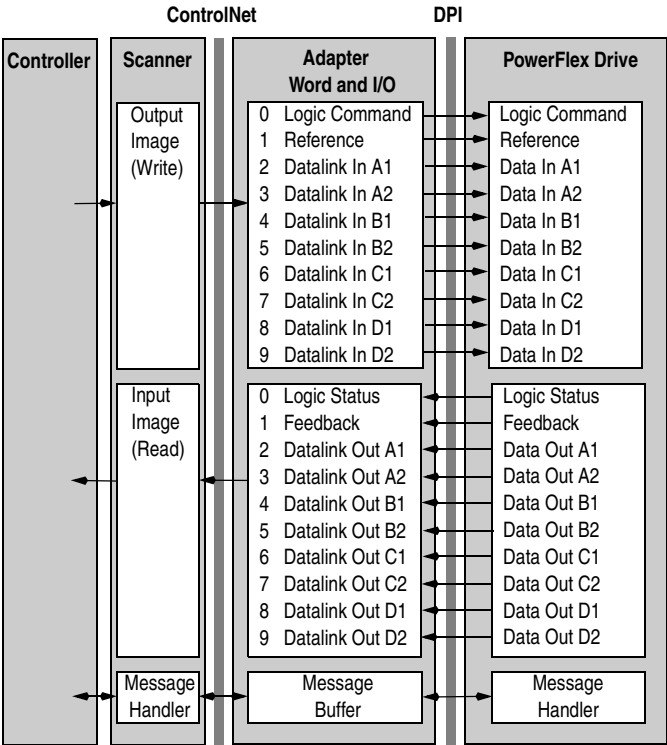 ControlNet
DPI
Controller
Scanner
Adapter
Word and I/O
PowerFlex Drive
Output
Image
(Write)
0 Logic Command
1 Reference
2 Datalink In A1
3 Datalink In A2
4 Datalink In B1
5 Datalink In B2
6 Datalink In C1
7 Datalink In C2
8 Datalink In D1
9 Datalink In D2
Logic Command
Reference
Data In A1
Data In A2
Data In B1
Data In B2
Data In C1
Data In C2
Data In D1
Data In D2
Input
Image
(Read)
0 Logic Status
1 Feedback
2 Datalink Out A1
3 Datalink Out A2
4 Datalink Out B1
5 Datalink Out B2
6 Datalink Out C1
7 Datalink Out C2
8 Datalink Out D1
9 Datalink Out D2
Logic Status
Feedback
Data Out A1
Data Out A2
Data Out B1
Data Out B2
Data Out C1
Data Out C2
Data Out D1
Data Out D2
Message
Handler
Message
Buffer
Message
Handler